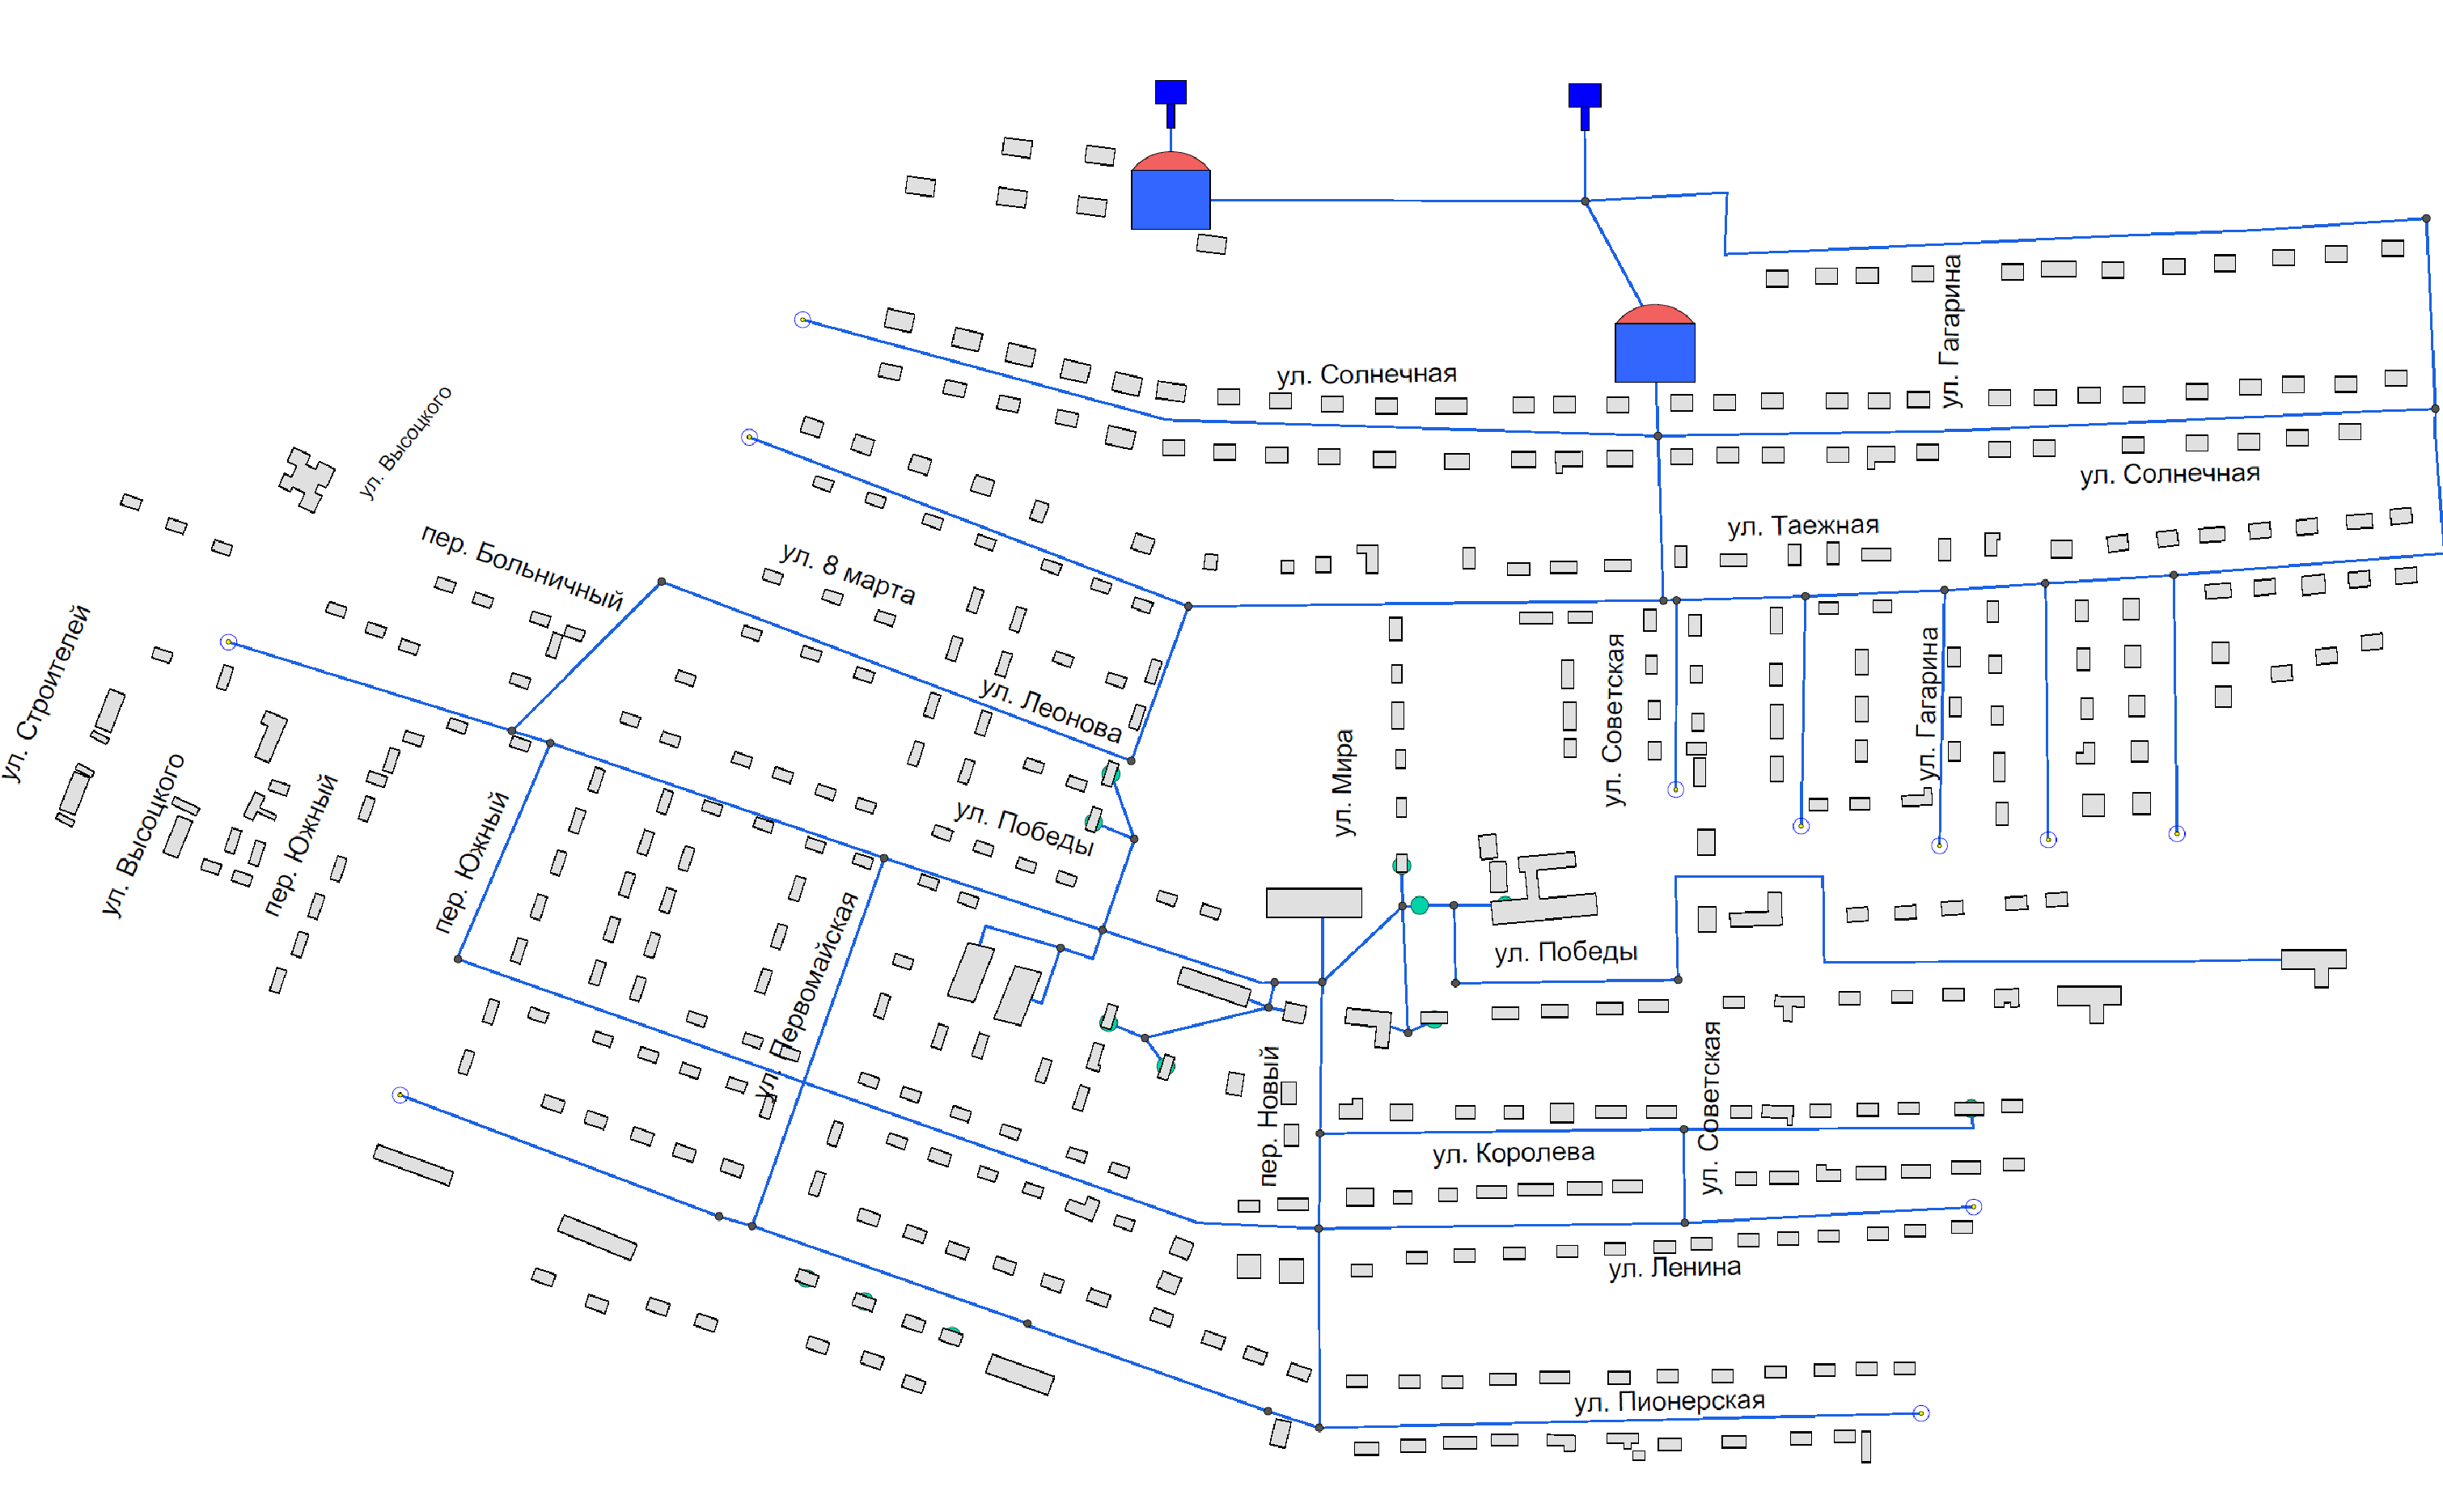 ул. Гагарина
ул. Солнечная
ул. Высоцкого
ул. Солнечная
ул. Таежная
пер. Больничный
ул. 8 марта
ул. Строителей
ул. Леонова
ул. Советская
ул. Гагарина
ул. Мира
ул. Высоцкого
пер. Южный
пер. Южный
ул. Победы
ул. Победы
ул. Первомайская
пер. Новый
ул. Советская
ул. Королева
ул. Ленина
ул. Пионерская